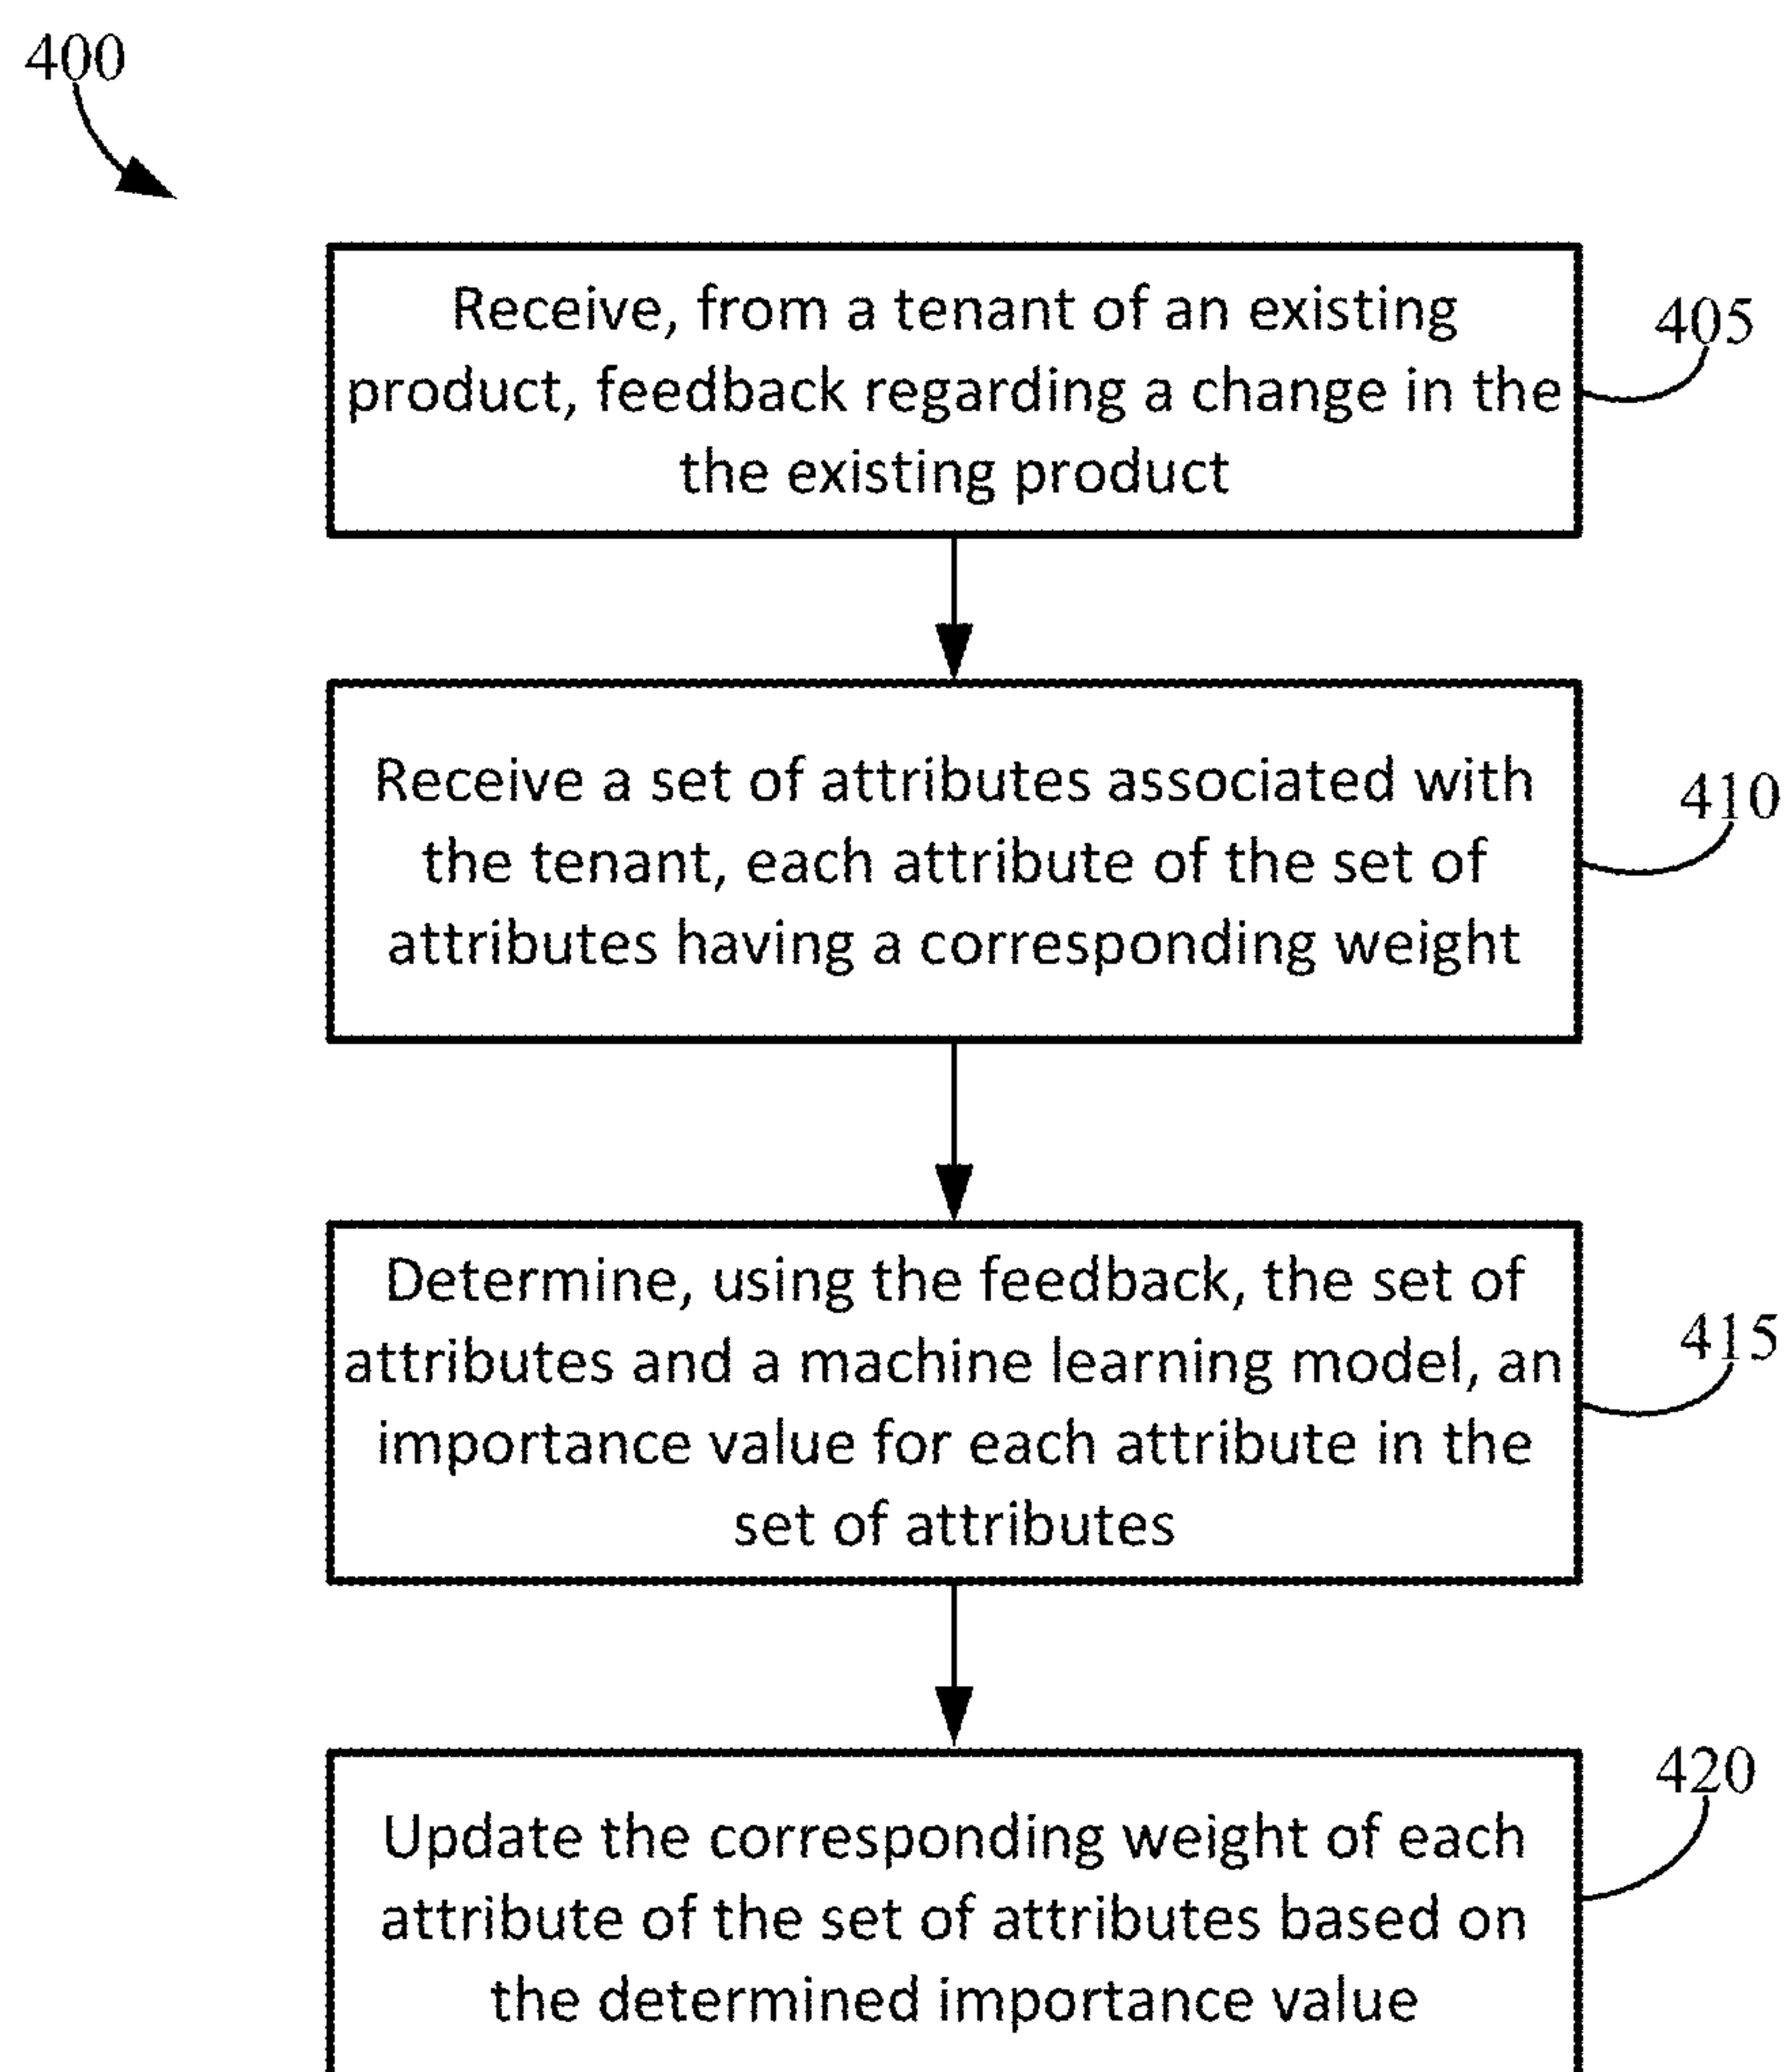 400
Receive, from a tenant of an existing
product, feedback regarding a change in the
the existing product
405
Receive a set of attributes associated with
the tenant, each attribute of the set of
attributes having a corresponding weight
410
Determine, using the feedback, the set of
attributes and a machine learning model, an
importance value for each attribute in the
set of attributes
415
Update the corresponding weight of each
attribute of the set of attributes based on
the determined importance value
420